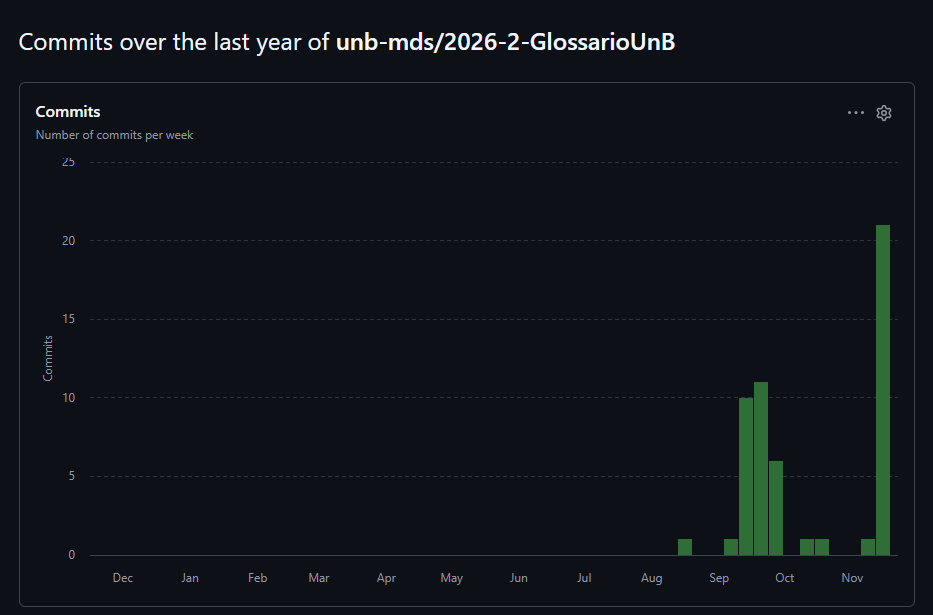 Commits over the last year of unb-mds/2026-2-GlossarioUnB
Commits
Number of commits per week
25
20
15
10
5
0
Commits
Dec Jan Feb Mar Apr May Jun Jul Aug Sep Oct Nov